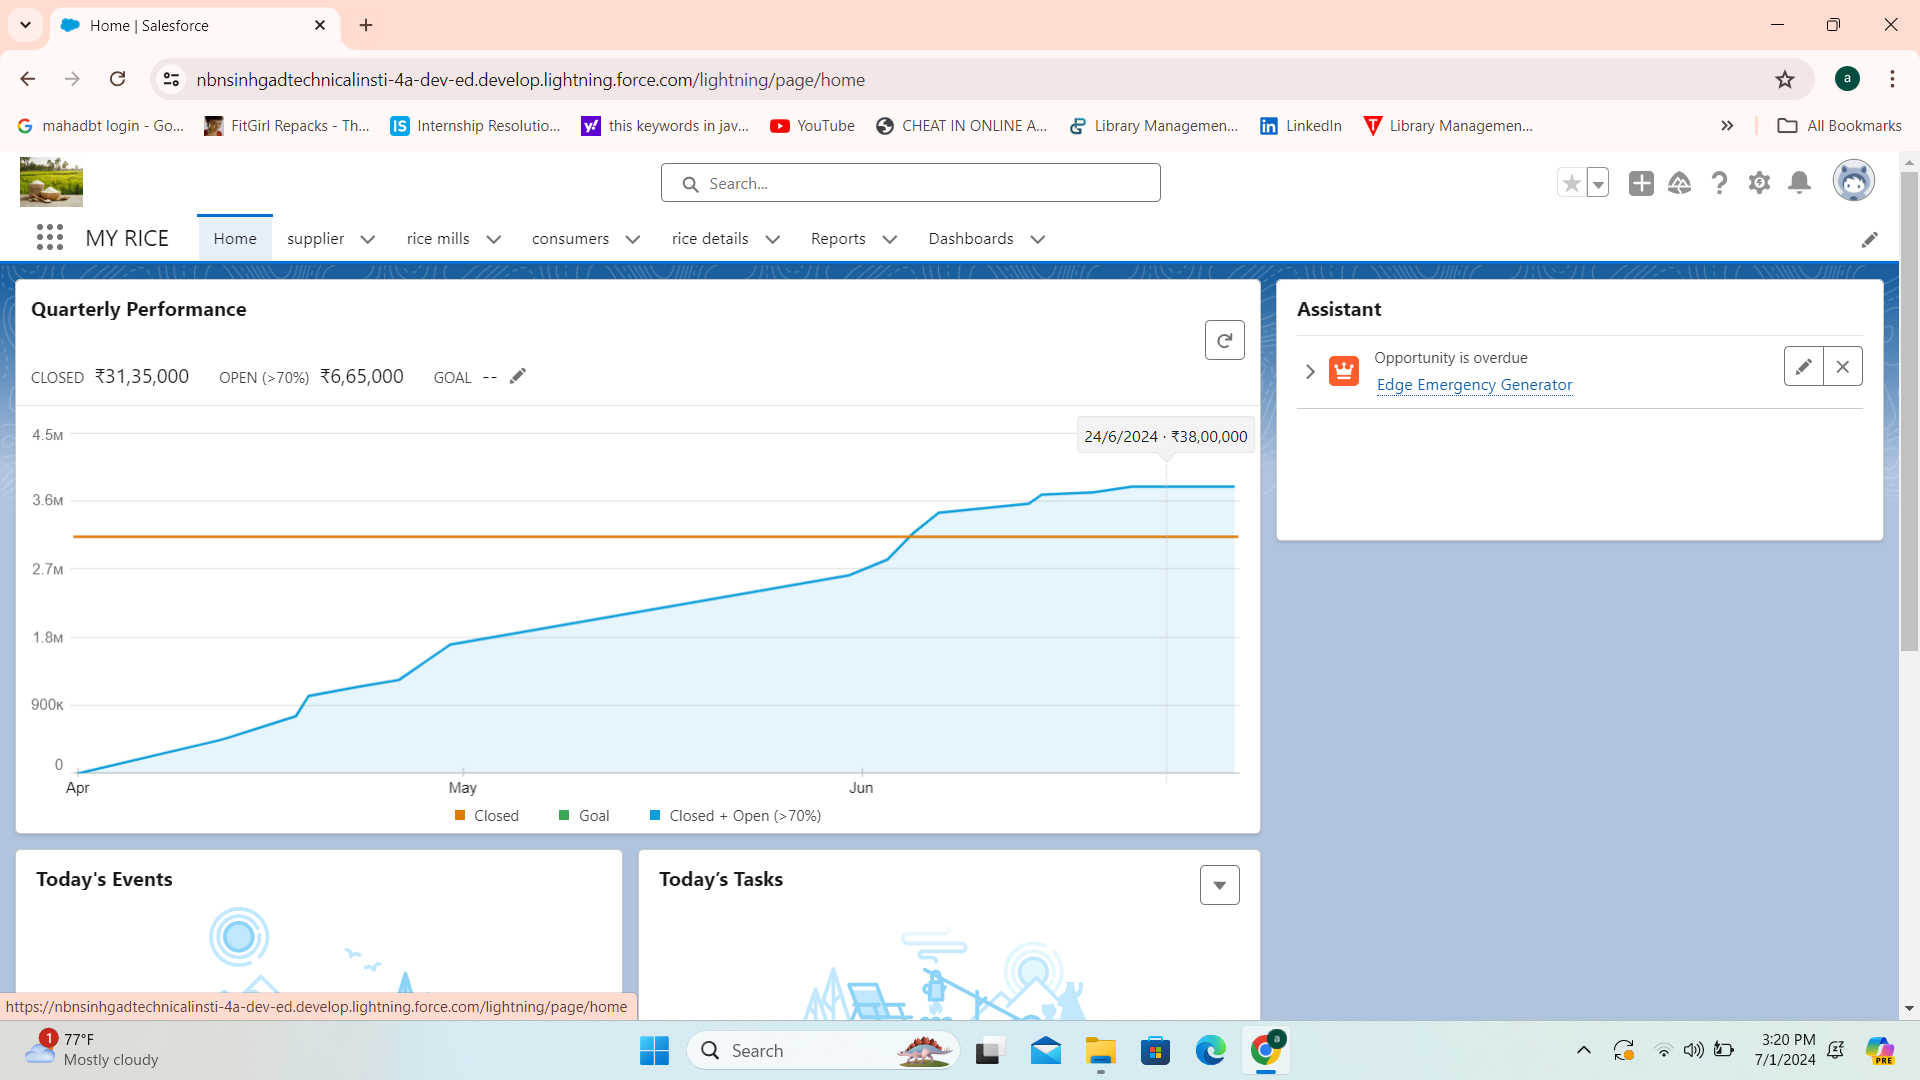 Home | Salesforce
nbnsinhgadtechnicalinsti-4a-dev-ed.develop.lightning.force.com/lightning/page/home
a
mahadbt login - Go... FitGirl Repacks - Th... IS Internship Resolutio... y! this keywords in jav... YouTube CHEAT IN ONLINE A... Library Managemen... in LinkedIn Library Managemen... All Bookmarks
Search...
MY RICE Home supplier rice mills consumers rice details Reports Dashboards
Quarterly Performance
CLOSED ₹31,35,000 OPEN (>70%) ₹6,65,000 GOAL --
24/6/2024 · ₹38,00,000
4.5M
3.6M
2.7M
1.8M
900K
0
Apr May Jun
Closed Goal Closed + Open (>70%)
Assistant
Opportunity is overdue
Edge Emergency Generator
Today's Events
Today’s Tasks
https://nbnsinhgadtechnicalinsti-4a-dev-ed.develop.lightning.force.com/lightning/page/home
1
77°F
Mostly cloudy
Search
a
3:20 PM
7/1/2024
PRE